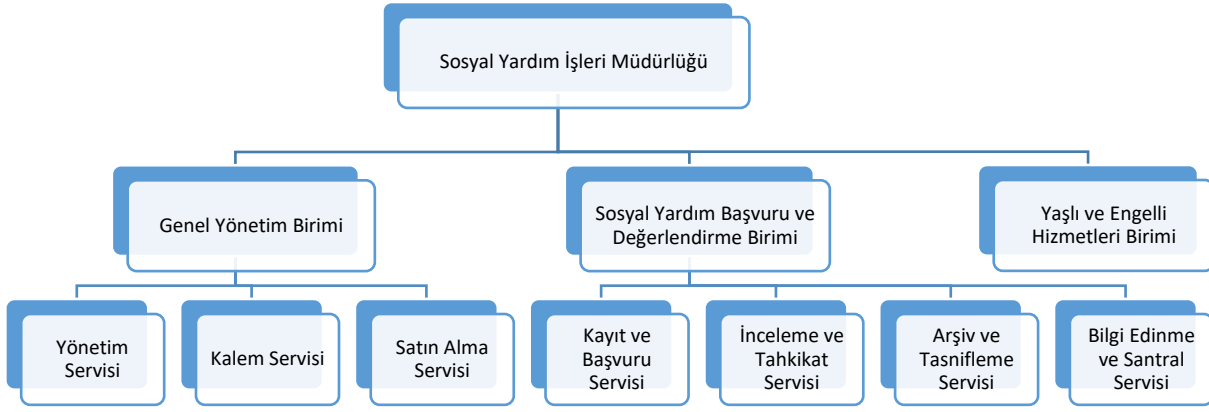 Sosyal Yardım İşleri Müdürlüğü
Genel Yönetim Birimi
Sosyal Yardım Başvuru ve
Değerlendirme Birimi
Yaşlı ve Engelli
Hizmetleri Birimi
Yönetim
Servisi
Kalem Servisi
Satın Alma
Servisi
Kayıt ve
Başvuru
Servisi
İnceleme ve
Tahkikat
Servisi
Arşiv ve
Tasnifleme
Servisi
Bilgi Edinme
ve Santral
Servisi